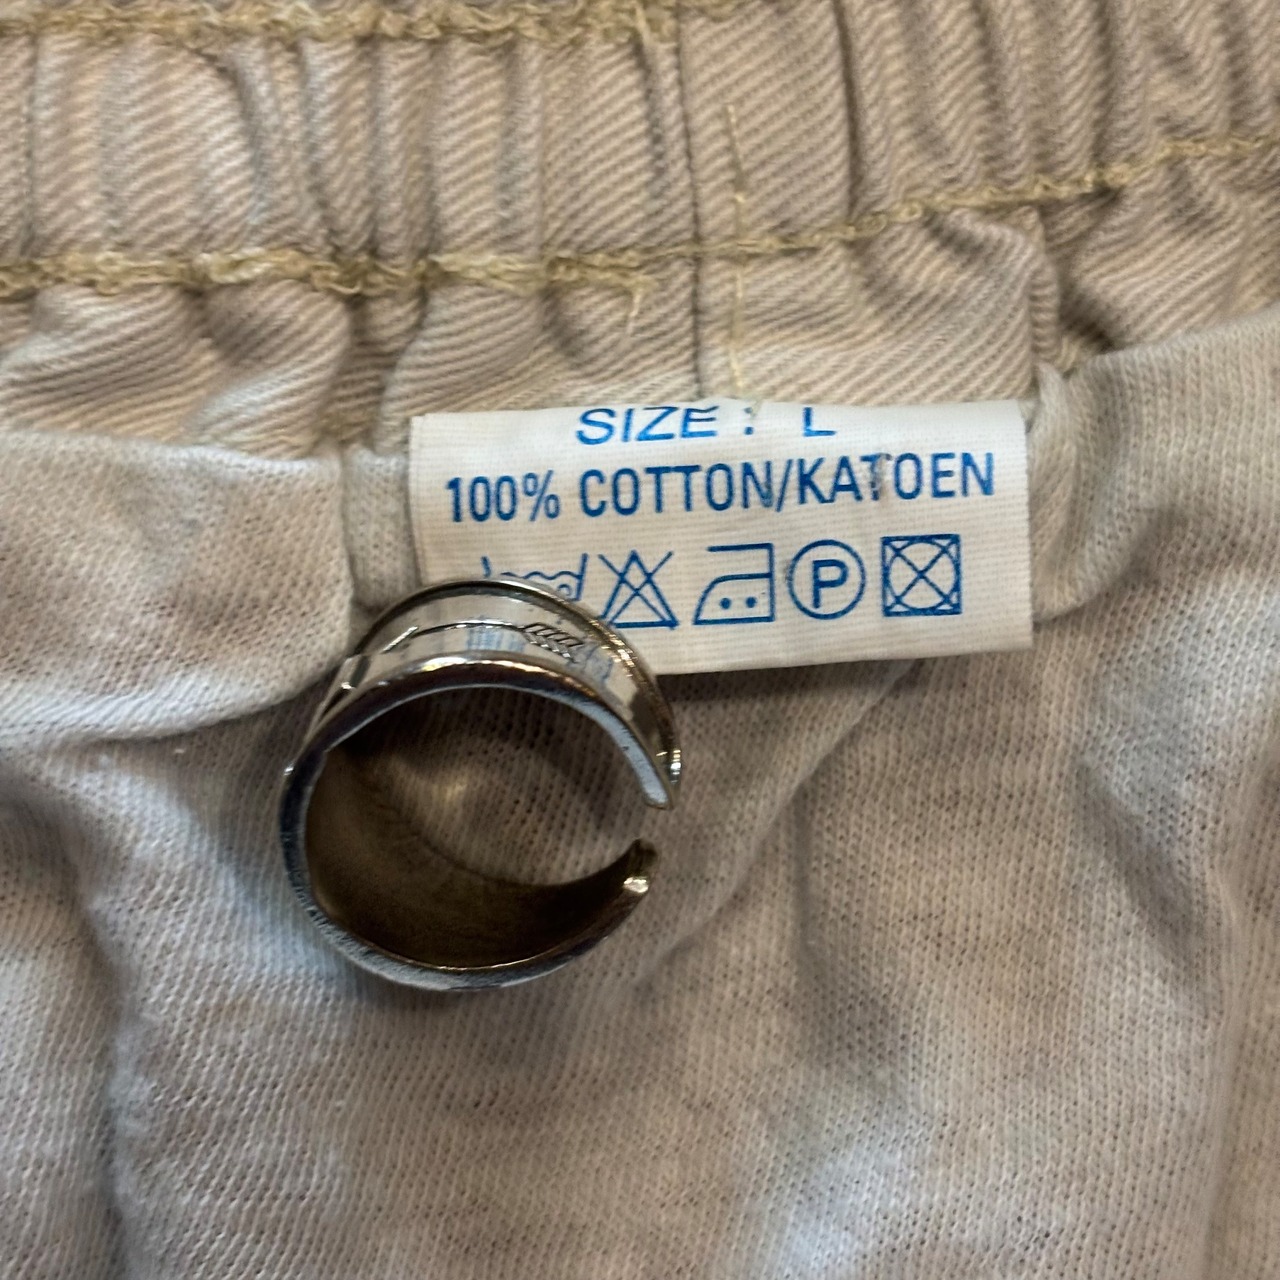 SIZE : L
100% COTTON/KATOEN
P